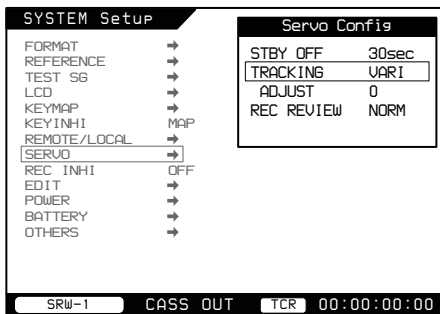 SYSTEM Setup
FORMAT ➡
REFERENCE ➡
TEST SG ➡
LCD ➡
KEYMAP ➡
KEYINHI MAP
REMOTE/LOCAL ➡
SERVO ➡
REC INHI OFF
EDIT ➡
POWER ➡
BATTERY ➡
OTHERS ➡
Servo Config
STBY OFF 30sec
TRACKING VARI
ADJUST 0
REC REVIEW NORM
SRW-1 CASS OUT TCR 00:00:00:00